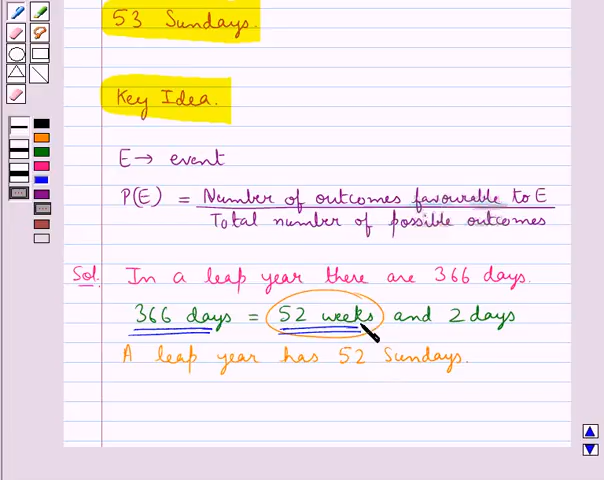 53 Sundays.
Key Idea.
E → event
P(E) = Number of outcomes favourable to E
Total number of possible outcomes
Sol. In a leap year there are 366 days.
366 days = 52 weeks and 2 days
A leap year has 52 Sundays.